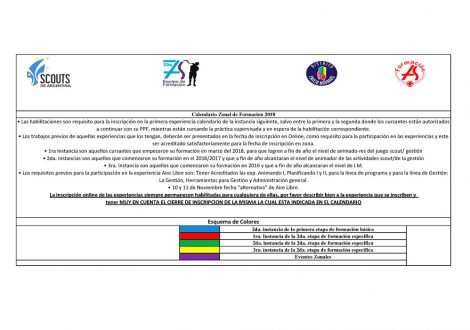 SCOUTS
DE ARGENTINA
Equipo de
Formación
Formación
Calendario Zonal de Formacion 2018
• Las habilitaciones son requisito para la inscripción en la primera experiencia calendario de la instancia siguiente, salvo entre la primera y la segunda donde los cursantes están autorizados
a continuar con su PPF, mientras están cursando la práctica supervisada y en espera de la habilitación correspondiente.
• Los trabajos previos de aquellas experiencias que los tengan, deberán ser presentados en la fecha de inscripción en Online, como requisito para la participación en las experiencias y este
ser acreditado satisfactoriamente para la fecha de inscripción en zona.
• 1ra Instancia son aquellos cursantes que empezaron su formación en marzo del 2018, para que logren a fin de año el nivel de animado-res del juego scout/ gestión
• 2da. instancias son aquellos que comenzaron su formación en el 2016/2017 y que a fin de año alcanzaron el nivel de animador de las actividades scout/de la gestión
• 3ra. Instancia son aquellos que comenzaron su formación en 2016 y que a fin de año alcanzaron el nivel de I.M.
• Los requisitos previos para la participación en la experiencia Aire Libre son: Tener Acreditados las exp. Animando I, Planificando I y II, para la línea de programa y para la línea de Gestión:
La Gestión, Herramientas para Gestión y Administración general.
• 10 y 11 de Noviembre fecha "alternativa" de Aire Libre.
La inscripción online de las experiencias siempre permanecen habilitadas para cualquiera de ellas, por favor describir bien a la experiencia que se inscriben y
tener MUY EN CUENTA EL CIERRE DE INSCRIPCION DE LA MISMA LA CUAL ESTA INDICADA EN EL CALENDARIO
Esquema de Colores
2da. instancia de la primera etapa de formación básica
1ra. Instancia de la 2da. etapa de formación especifica
2da. instancia de la 2da. etapa de formación especifica
3ra. instancia de la 2da. etapa de formación especifica
Eventos Zonales